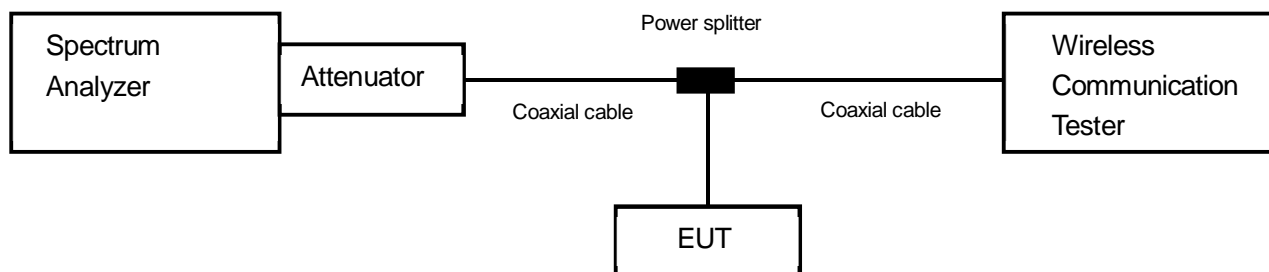 Power splitter
Spectrum
Analyzer
Attenuator
Coaxial cable
Coaxial cable
Wireless
Communication
Tester
EUT